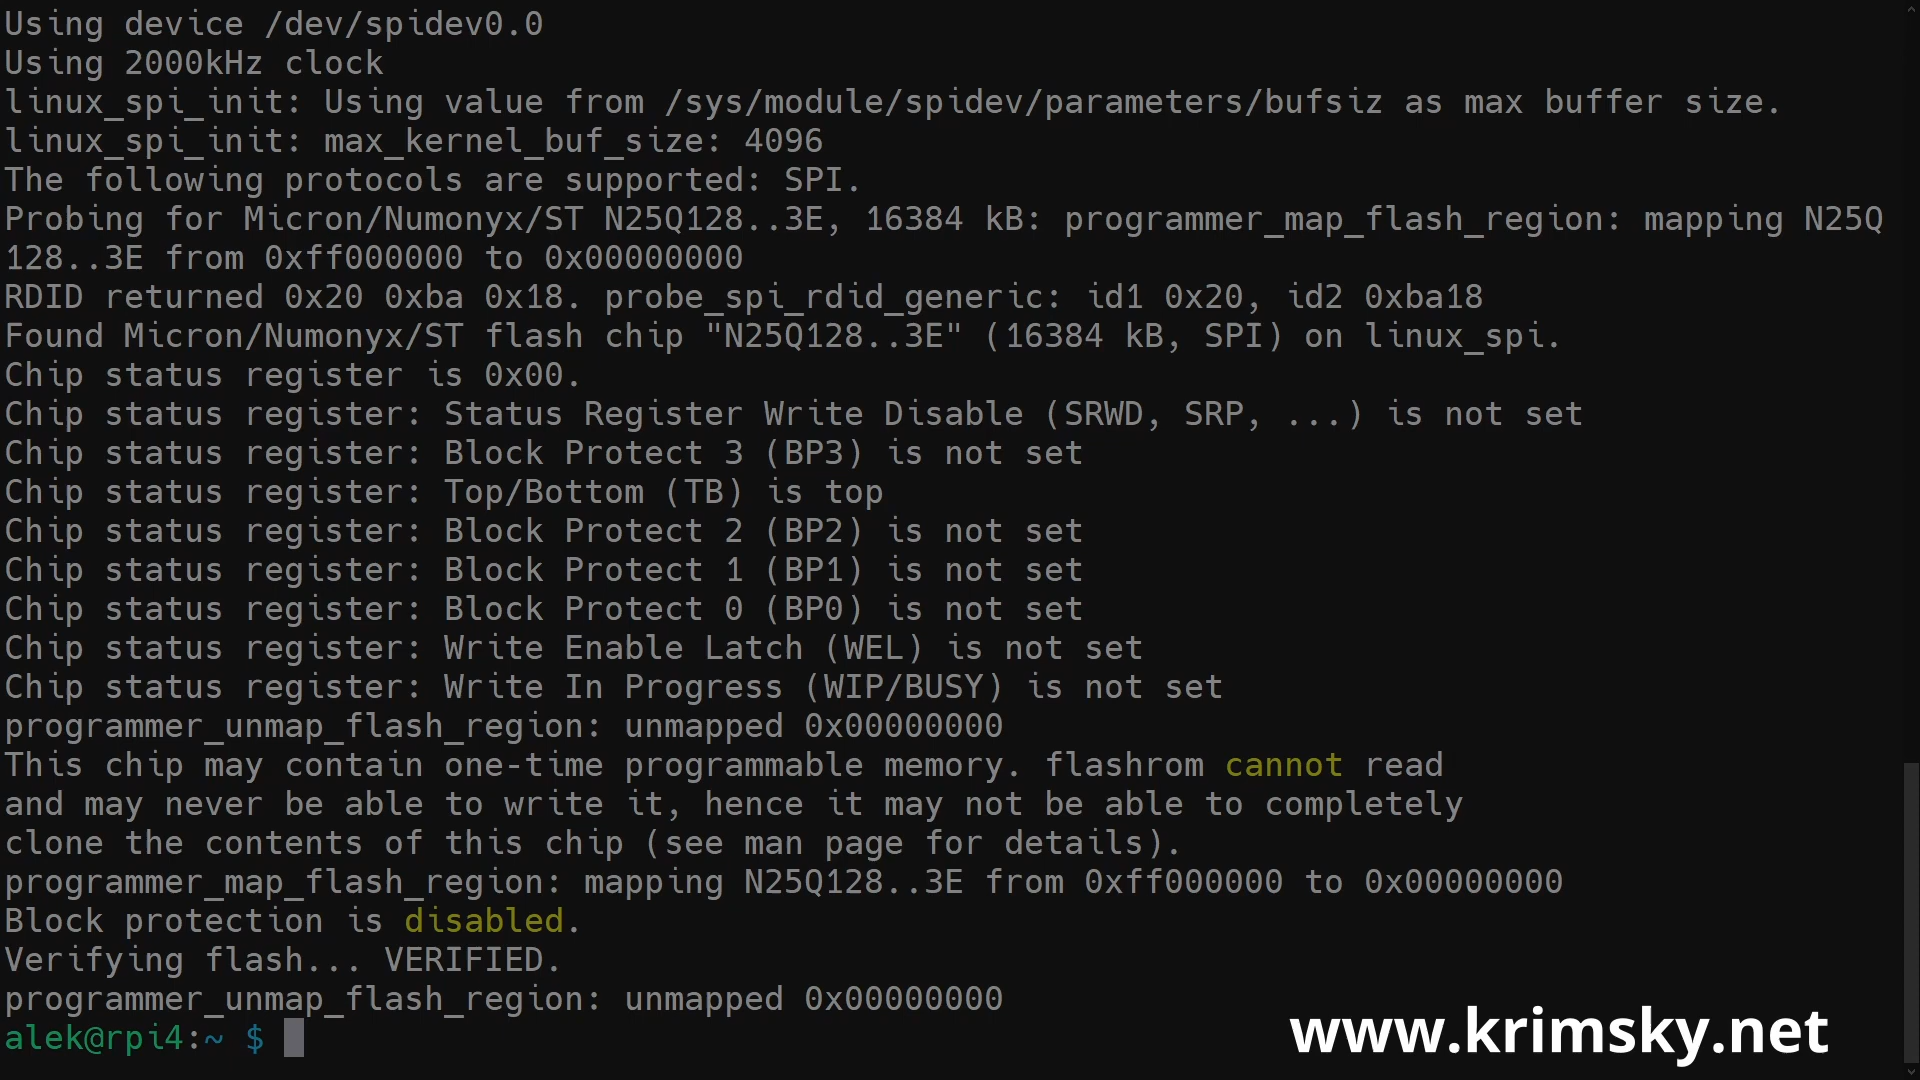 Using device /dev/spidev0.0
Using 2000kHz clock
linux_spi_init: Using value from /sys/module/spidev/parameters/bufsiz as max buffer size.
linux_spi_init: max_kernel_buf_size: 4096
The following protocols are supported: SPI.
Probing for Micron/Numonyx/ST N25Q128..3E, 16384 kB: programmer_map_flash_region: mapping N25Q
128..3E from 0xff000000 to 0x00000000
RDID returned 0x20 0xba 0x18. probe_spi_rdid_generic: id1 0x20, id2 0xba18
Found Micron/Numonyx/ST flash chip "N25Q128..3E" (16384 kB, SPI) on linux_spi.
Chip status register is 0x00.
Chip status register: Status Register Write Disable (SRWD, SRP, ...) is not set
Chip status register: Block Protect 3 (BP3) is not set
Chip status register: Top/Bottom (TB) is top
Chip status register: Block Protect 2 (BP2) is not set
Chip status register: Block Protect 1 (BP1) is not set
Chip status register: Block Protect 0 (BP0) is not set
Chip status register: Write Enable Latch (WEL) is not set
Chip status register: Write In Progress (WIP/BUSY) is not set
programmer_unmap_flash_region: unmapped 0x00000000
This chip may contain one-time programmable memory. flashrom cannot read
and may never be able to write it, hence it may not be able to completely
clone the contents of this chip (see man page for details).
programmer_map_flash_region: mapping N25Q128..3E from 0xff000000 to 0x00000000
Block protection is disabled.
Verifying flash... VERIFIED.
programmer_unmap_flash_region: unmapped 0x00000000
alek@rpi4:~ $
www.krimsky.net